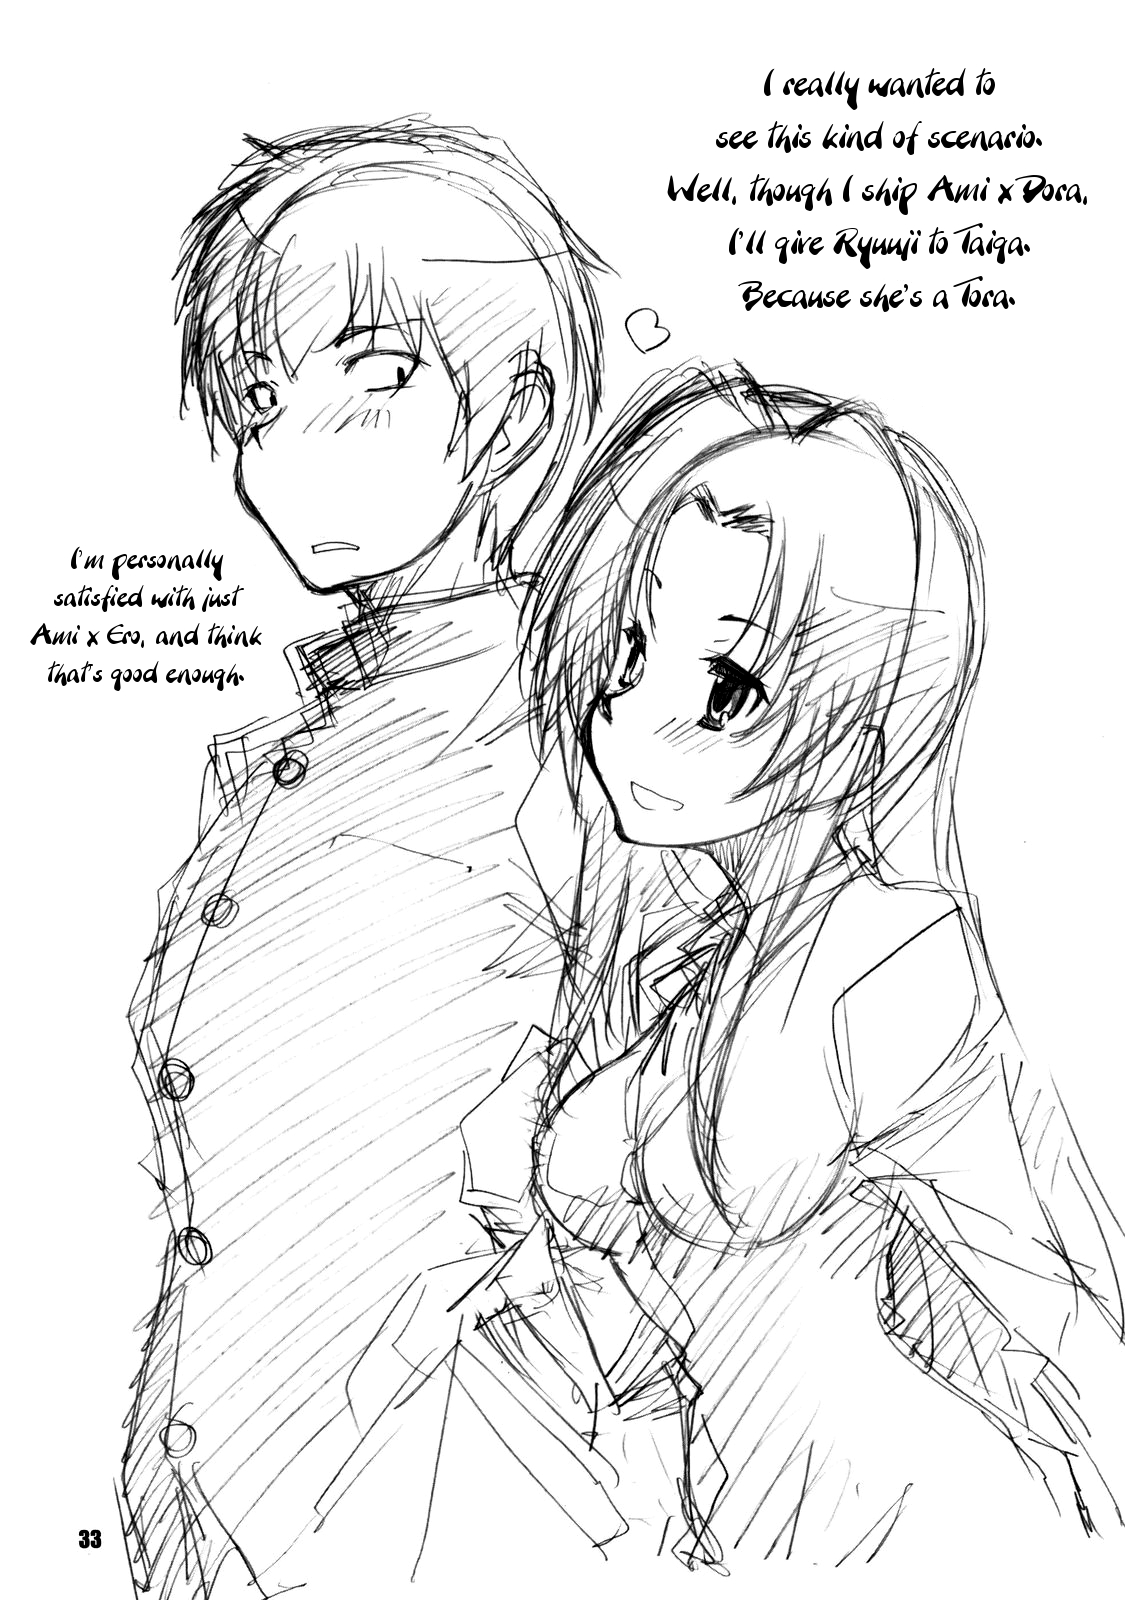 I really wanted to
see this kind of scenario.
Well, though I ship Ami x Dora,
I'll give Ryuuji to Taiga.
Because she's a Tora.
I'm personally
satisfied with just
Ami x Ero, and think
that's good enough.
33